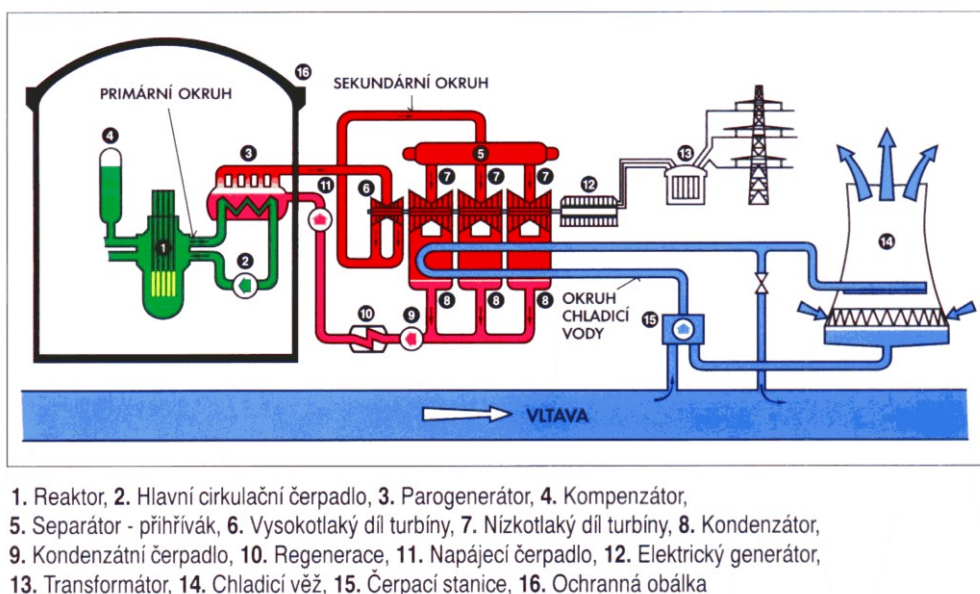 16
PRIMÁRNÍ OKRUH
SEKUNDÁRNÍ OKRUH
4
3
5
13
11
6
7
7
7
12
1
2
14
8
8
8
OKRUH
CHLADICÍ
VODY
15
10
9
VLTAVA
1. Reaktor, 2. Hlavní cirkulační čerpadlo, 3. Parogenerátor, 4. Kompenzátor,
5. Separátor - přihřívák, 6. Vysokotlaký díl turbíny, 7. Nízkotlaký díl turbíny, 8. Kondenzátor,
9. Kondenzátní čerpadlo, 10. Regenerace, 11. Napájecí čerpadlo, 12. Elektrický generátor,
13. Transformátor, 14. Chladicí věž, 15. Čerpací stanice, 16. Ochranná obálka